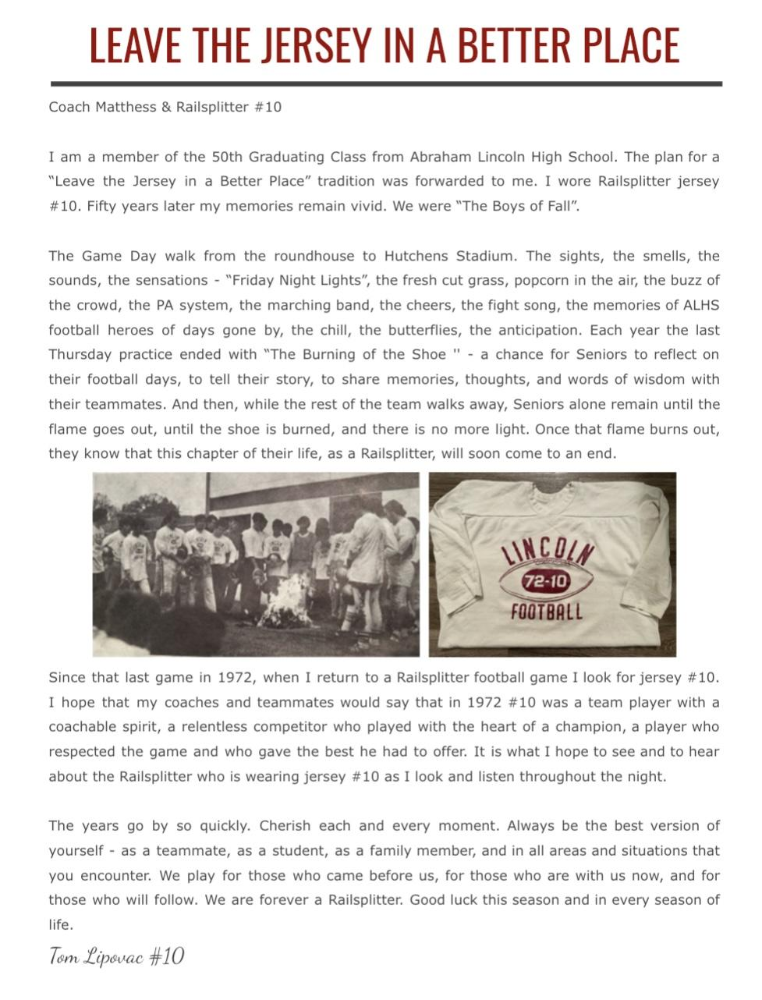 LEAVE THE JERSEY IN A BETTER PLACE
Coach Matthess & Railsplitter #10
I am a member of the 50th Graduating Class from Abraham Lincoln High School. The plan for a
“Leave the Jersey in a Better Place” tradition was forwarded to me. I wore Railsplitter jersey
#10. Fifty years later my memories remain vivid. We were “The Boys of Fall”.
The Game Day walk from the roundhouse to Hutchens Stadium. The sights, the smells, the
sounds, the sensations - “Friday Night Lights”, the fresh cut grass, popcorn in the air, the buzz of
the crowd, the PA system, the marching band, the cheers, the fight song, the memories of ALHS
football heroes of days gone by, the chill, the butterflies, the anticipation. Each year the last
Thursday practice ended with “The Burning of the Shoe '' - a chance for Seniors to reflect on
their football days, to tell their story, to share memories, thoughts, and words of wisdom with
their teammates. And then, while the rest of the team walks away, Seniors alone remain until the
flame goes out, until the shoe is burned, and there is no more light. Once that flame burns out,
they know that this chapter of their life, as a Railsplitter, will soon come to an end.
LINCOLN
72-10
FOOTBALL
Since that last game in 1972, when I return to a Railsplitter football game I look for jersey #10.
I hope that my coaches and teammates would say that in 1972 #10 was a team player with a
coachable spirit, a relentless competitor who played with the heart of a champion, a player who
respected the game and who gave the best he had to offer. It is what I hope to see and to hear
about the Railsplitter who is wearing jersey #10 as I look and listen throughout the night.
The years go by so quickly. Cherish each and every moment. Always be the best version of
yourself - as a teammate, as a student, as a family member, and in all areas and situations that
you encounter. We play for those who came before us, for those who are with us now, and for
those who will follow. We are forever a Railsplitter. Good luck this season and in every season of
life.
Tom Lipovac #10